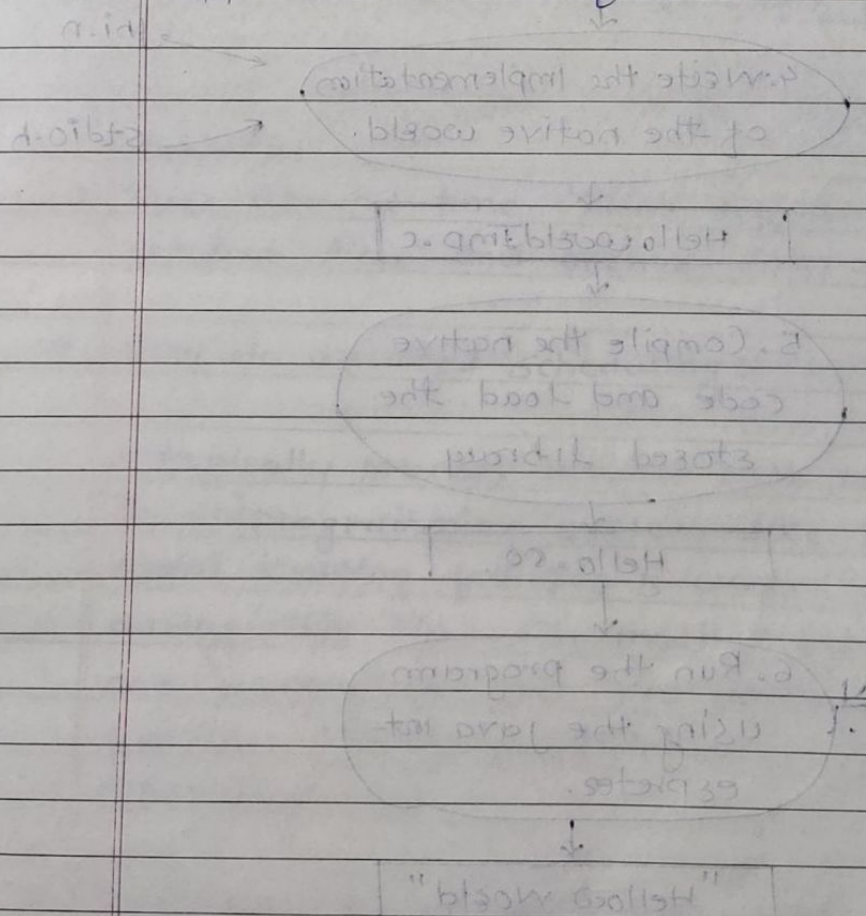 stdio.h
4. Write the Implementation
of the native world.
HelloworldImp.c
5. Compile the native
code and load the
stored library
Hello.so
6. Run the program
using the java int-
erpreter.
"Hello world"